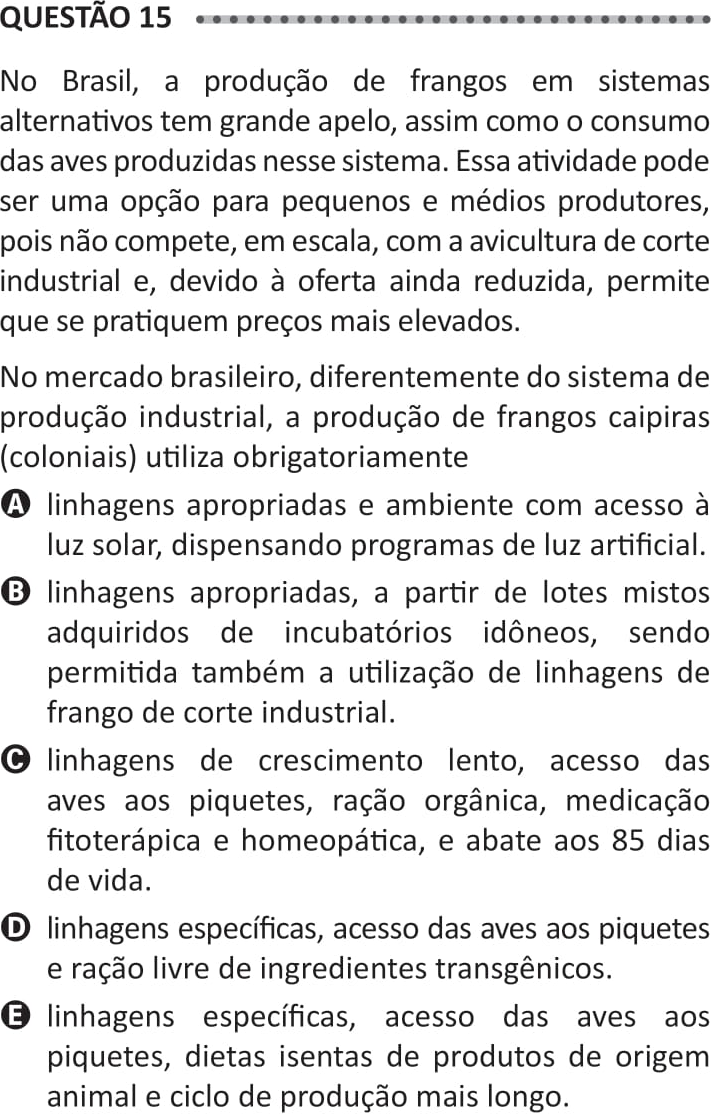 QUESTÃO 15
No Brasil, a produção de frangos em sistemas
alternativos tem grande apelo, assim como o consumo
das aves produzidas nesse sistema. Essa atividade pode
ser uma opção para pequenos e médios produtores,
pois não compete, em escala, com a avicultura de corte
industrial e, devido à oferta ainda reduzida, permite
que se pratiquem preços mais elevados.
No mercado brasileiro, diferentemente do sistema de
produção industrial, a produção de frangos caipiras
(coloniais) utiliza obrigatoriamente
A linhagens apropriadas e ambiente com acesso à
luz solar, dispensando programas de luz artificial.
B linhagens apropriadas, a partir de lotes mistos
adquiridos de incubatórios idôneos, sendo
permitida também a utilização de linhagens de
frango de corte industrial.
C linhagens de crescimento lento, acesso das
aves aos piquetes, ração orgânica, medicação
fitoterápica e homeopática, e abate aos 85 dias
de vida.
D linhagens específicas, acesso das aves aos piquetes
e ração livre de ingredientes transgênicos.
E linhagens específicas, acesso das aves aos
piquetes, dietas isentas de produtos de origem
animal e ciclo de produção mais longo.